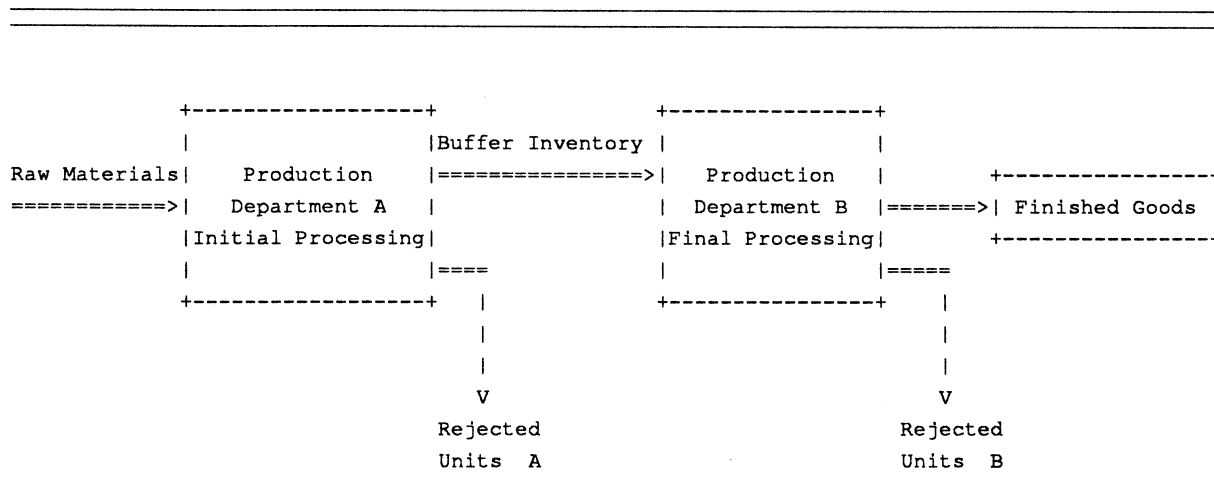 Buffer Inventory
Raw Materials Production Production
Department A Department B Finished Goods
Initial Processing Final Processing
V V
Rejected Rejected
Units A Units B